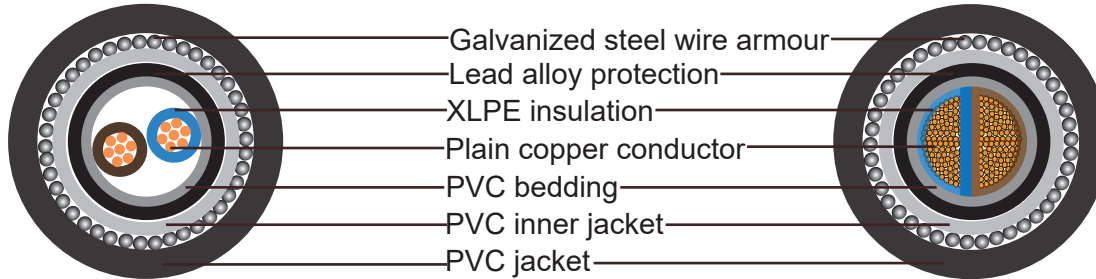 Galvanized steel wire armour
Lead alloy protection
XLPE insulation
Plain copper conductor
PVC bedding
PVC inner jacket
PVC jacket